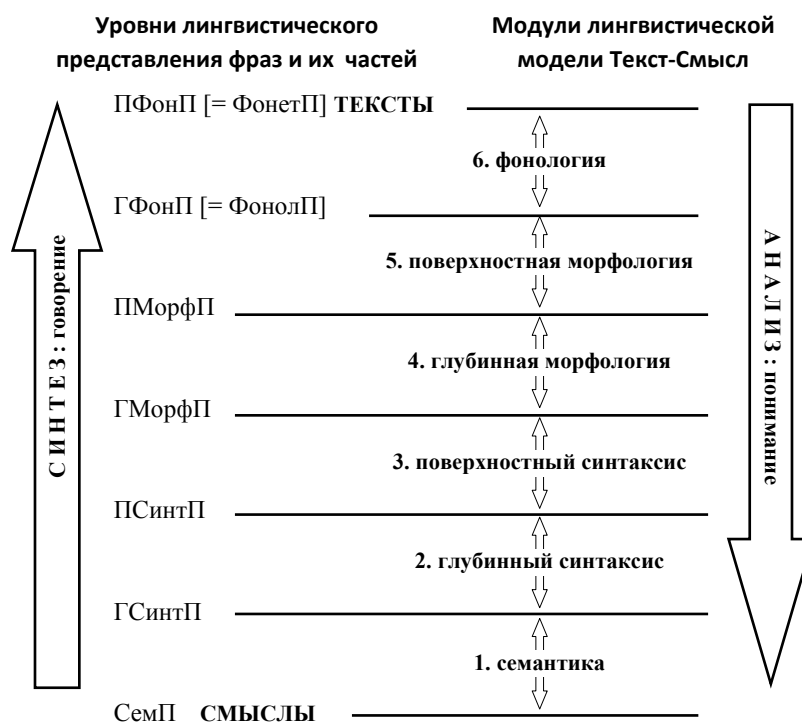 Уровни лингвистического
представления фраз и их частей
Модули лингвистической
модели Текст-Смысл
ПФонП [= ФонетП] ТЕКСТЫ
6. фонология
ГФонП [= ФонолП]
5. поверхностная морфология
ПМорфП
4. глубинная морфология
ГМорфП
3. поверхностный синтаксис
ПСинтП
2. глубинный синтаксис
ГСинтП
1. семантика
СемП СМЫСЛЫ
СИНТЕЗ: говорение
АНАЛИЗ: понимание